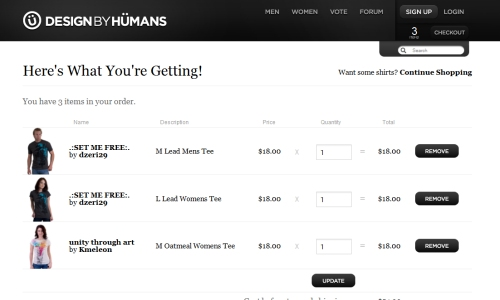 DESIGN BY HÜMANS
MEN WOMEN VOTE FORUM SIGN UP LOGIN
3 CHECKOUT
Search
Here's What You're Getting!
Want some shirts? Continue Shopping
You have 3 items in your order.
Name Description Price Quantity Total
.:SET ME FREE:.
by dzeri29
M Lead Mens Tee $18.00 X 1 = $18.00 REMOVE
.:SET ME FREE:.
by dzeri29
L Lead Womens Tee $18.00 X 1 = $18.00 REMOVE
unity through art
by Kmeleon
M Oatmeal Womens Tee $18.00 X 1 = $18.00 REMOVE
UPDATE